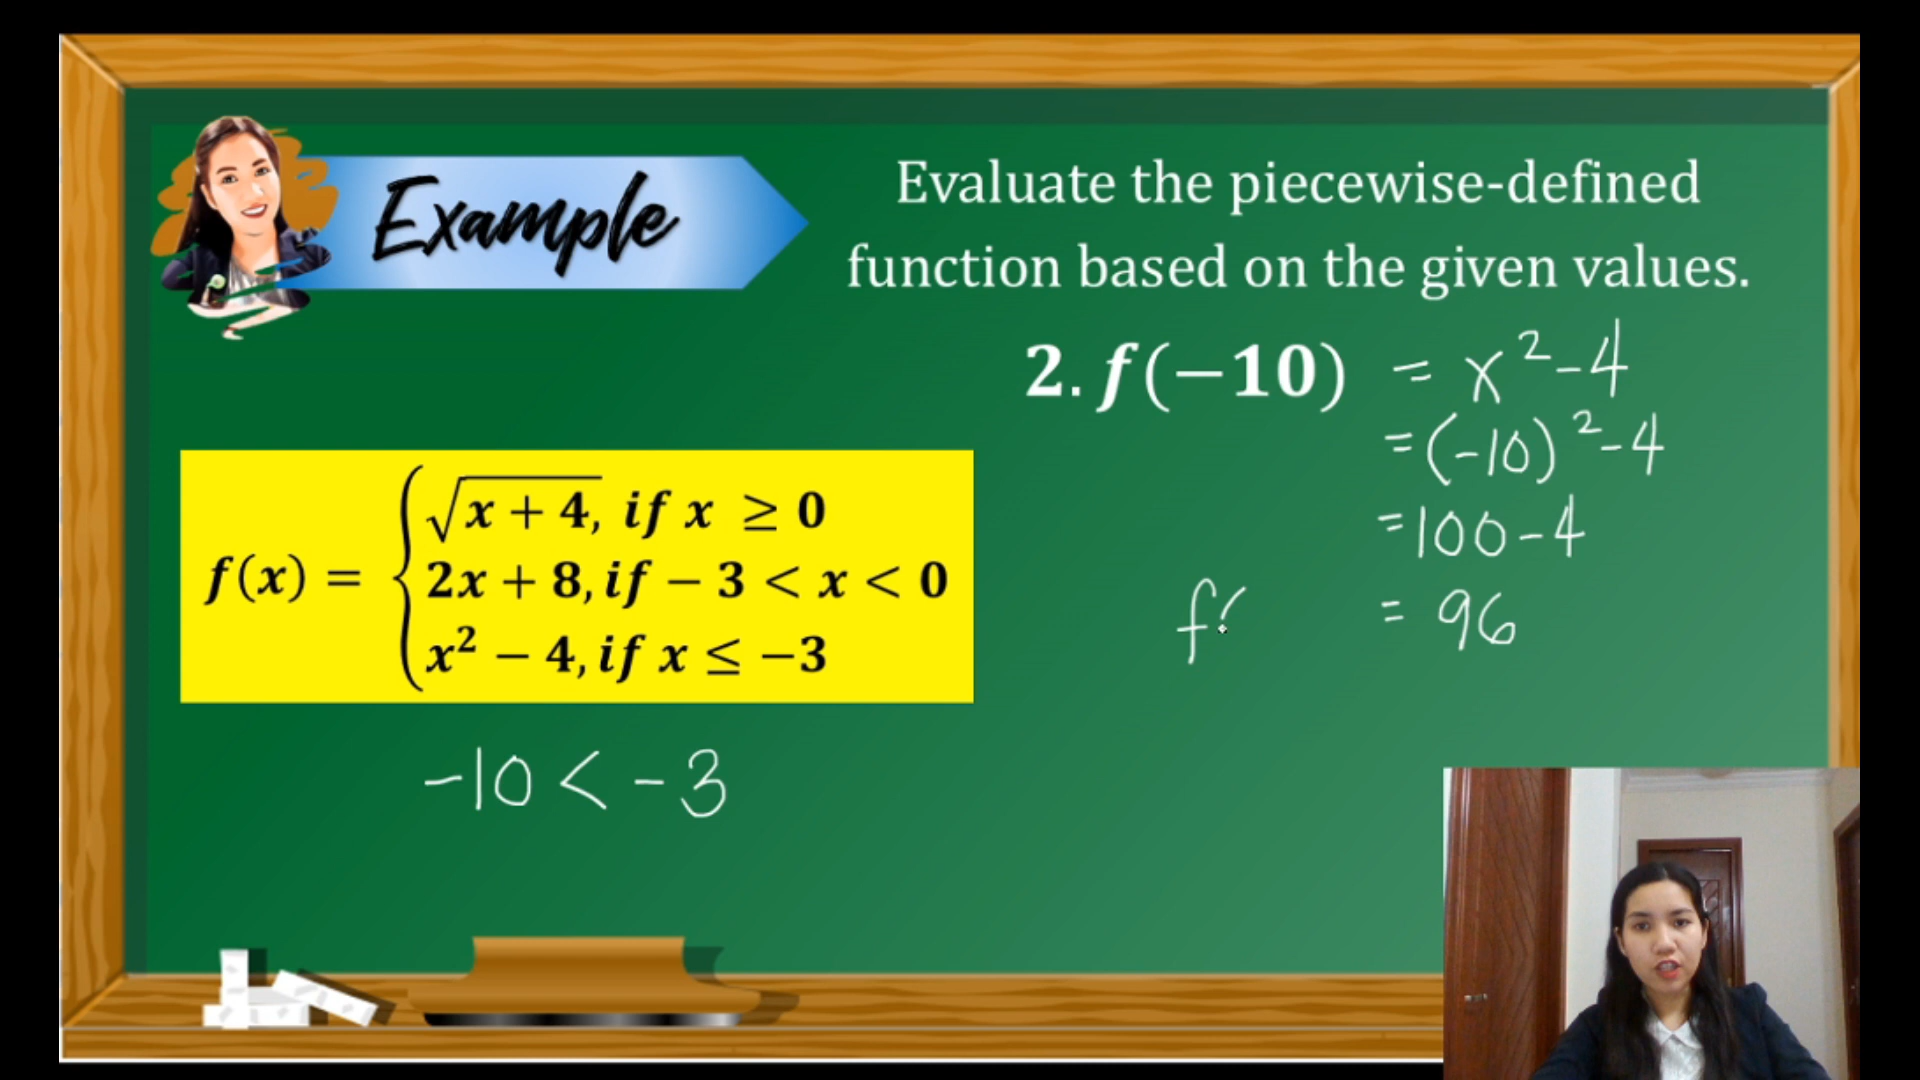 Example
Evaluate the piecewise-defined
function based on the given values.
2. f(−10) = x² - 4
= (-10)² - 4
= 100 - 4
f( = 96
f(x) = { √x + 4, if x ≥ 0
2x + 8, if − 3 < x < 0
x² − 4, if x ≤ −3
-10 < -3